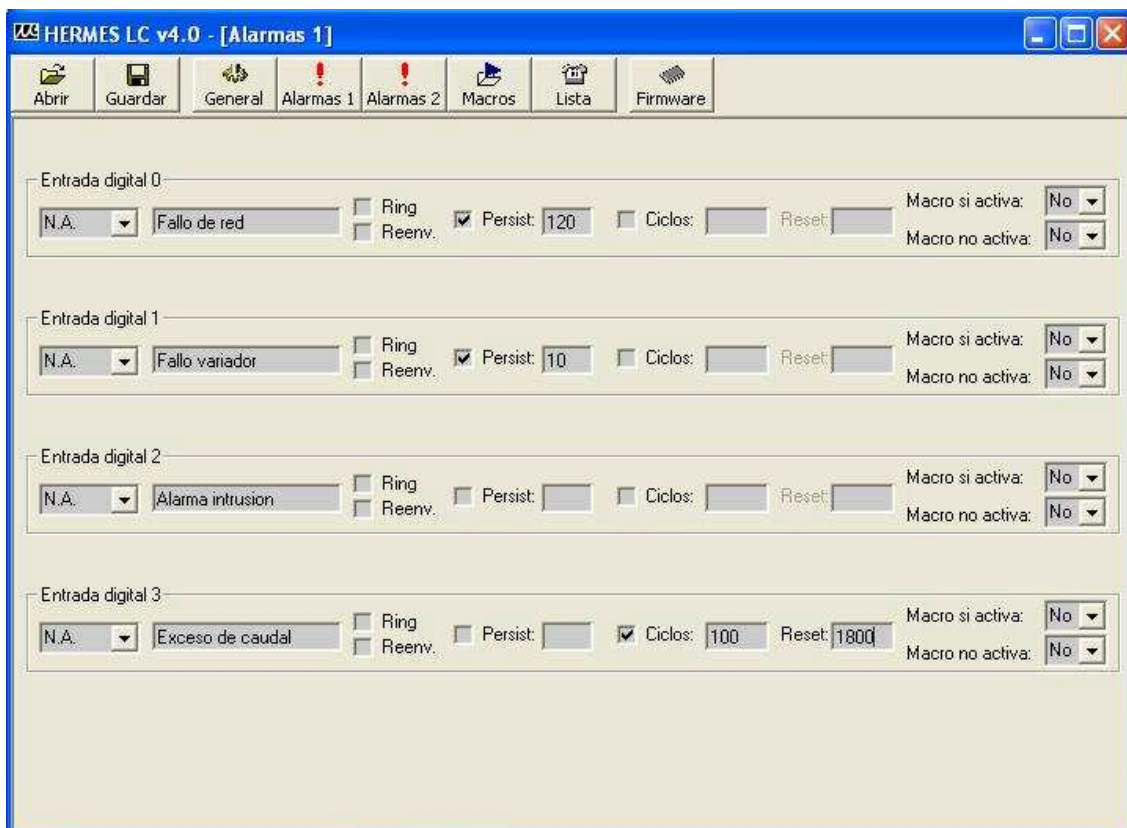 HERMES LC v4.0 - [Alarmas 1]
Abrir Guardar General Alarmas 1 Alarmas 2 Macros Lista Firmware
Entrada digital 0
N.A. Fallo de red Ring Reenv. Persist: 120 Ciclos: Reset: Macro si activa: No
Macro no activa: No
Entrada digital 1
N.A. Fallo variador Ring Reenv. Persist: 10 Ciclos: Reset: Macro si activa: No
Macro no activa: No
Entrada digital 2
N.A. Alarma intrusion Ring Reenv. Persist: Ciclos: Reset: Macro si activa: No
Macro no activa: No
Entrada digital 3
N.A. Exceso de caudal Ring Reenv. Persist: Ciclos: 100 Reset: 1800 Macro si activa: No
Macro no activa: No